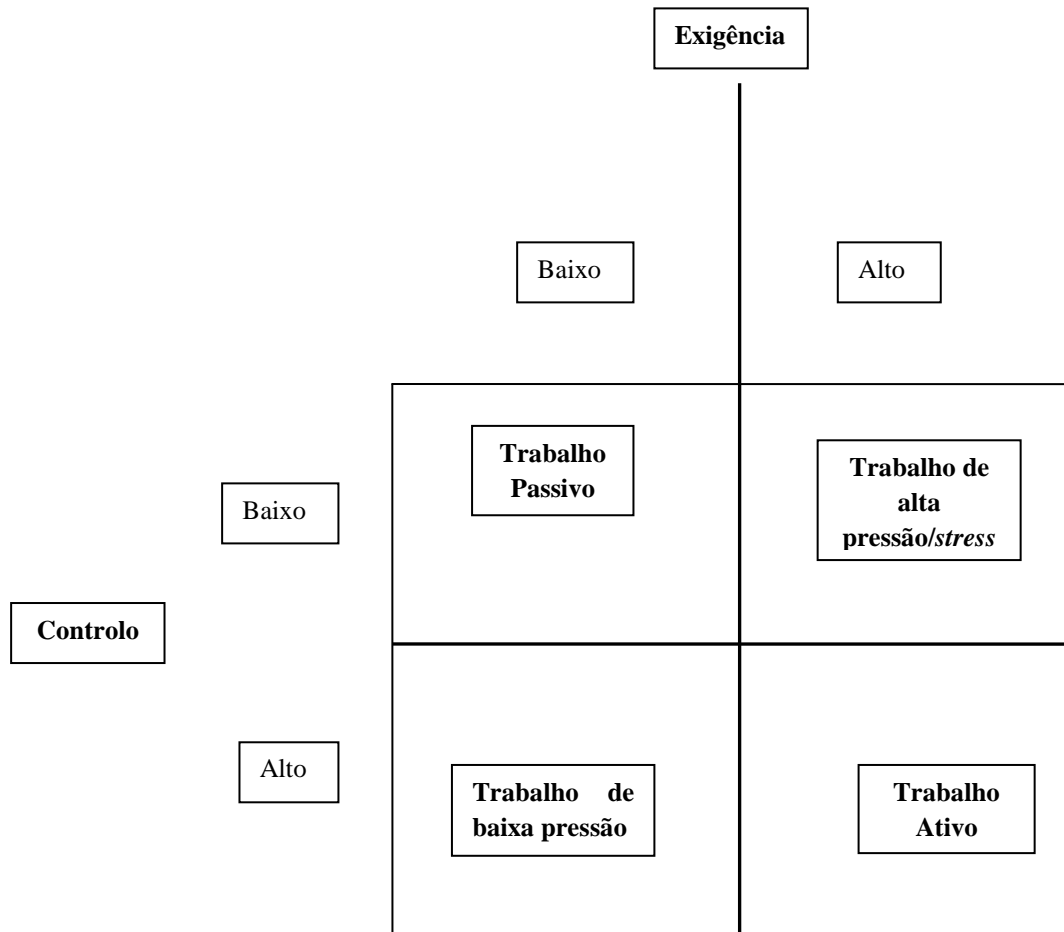 Exigência
Baixo
Alto
Trabalho
Passivo
Trabalho de
alta
pressão/stress
Baixo
Controlo
Alto
Trabalho de
baixa pressão
Trabalho
Ativo